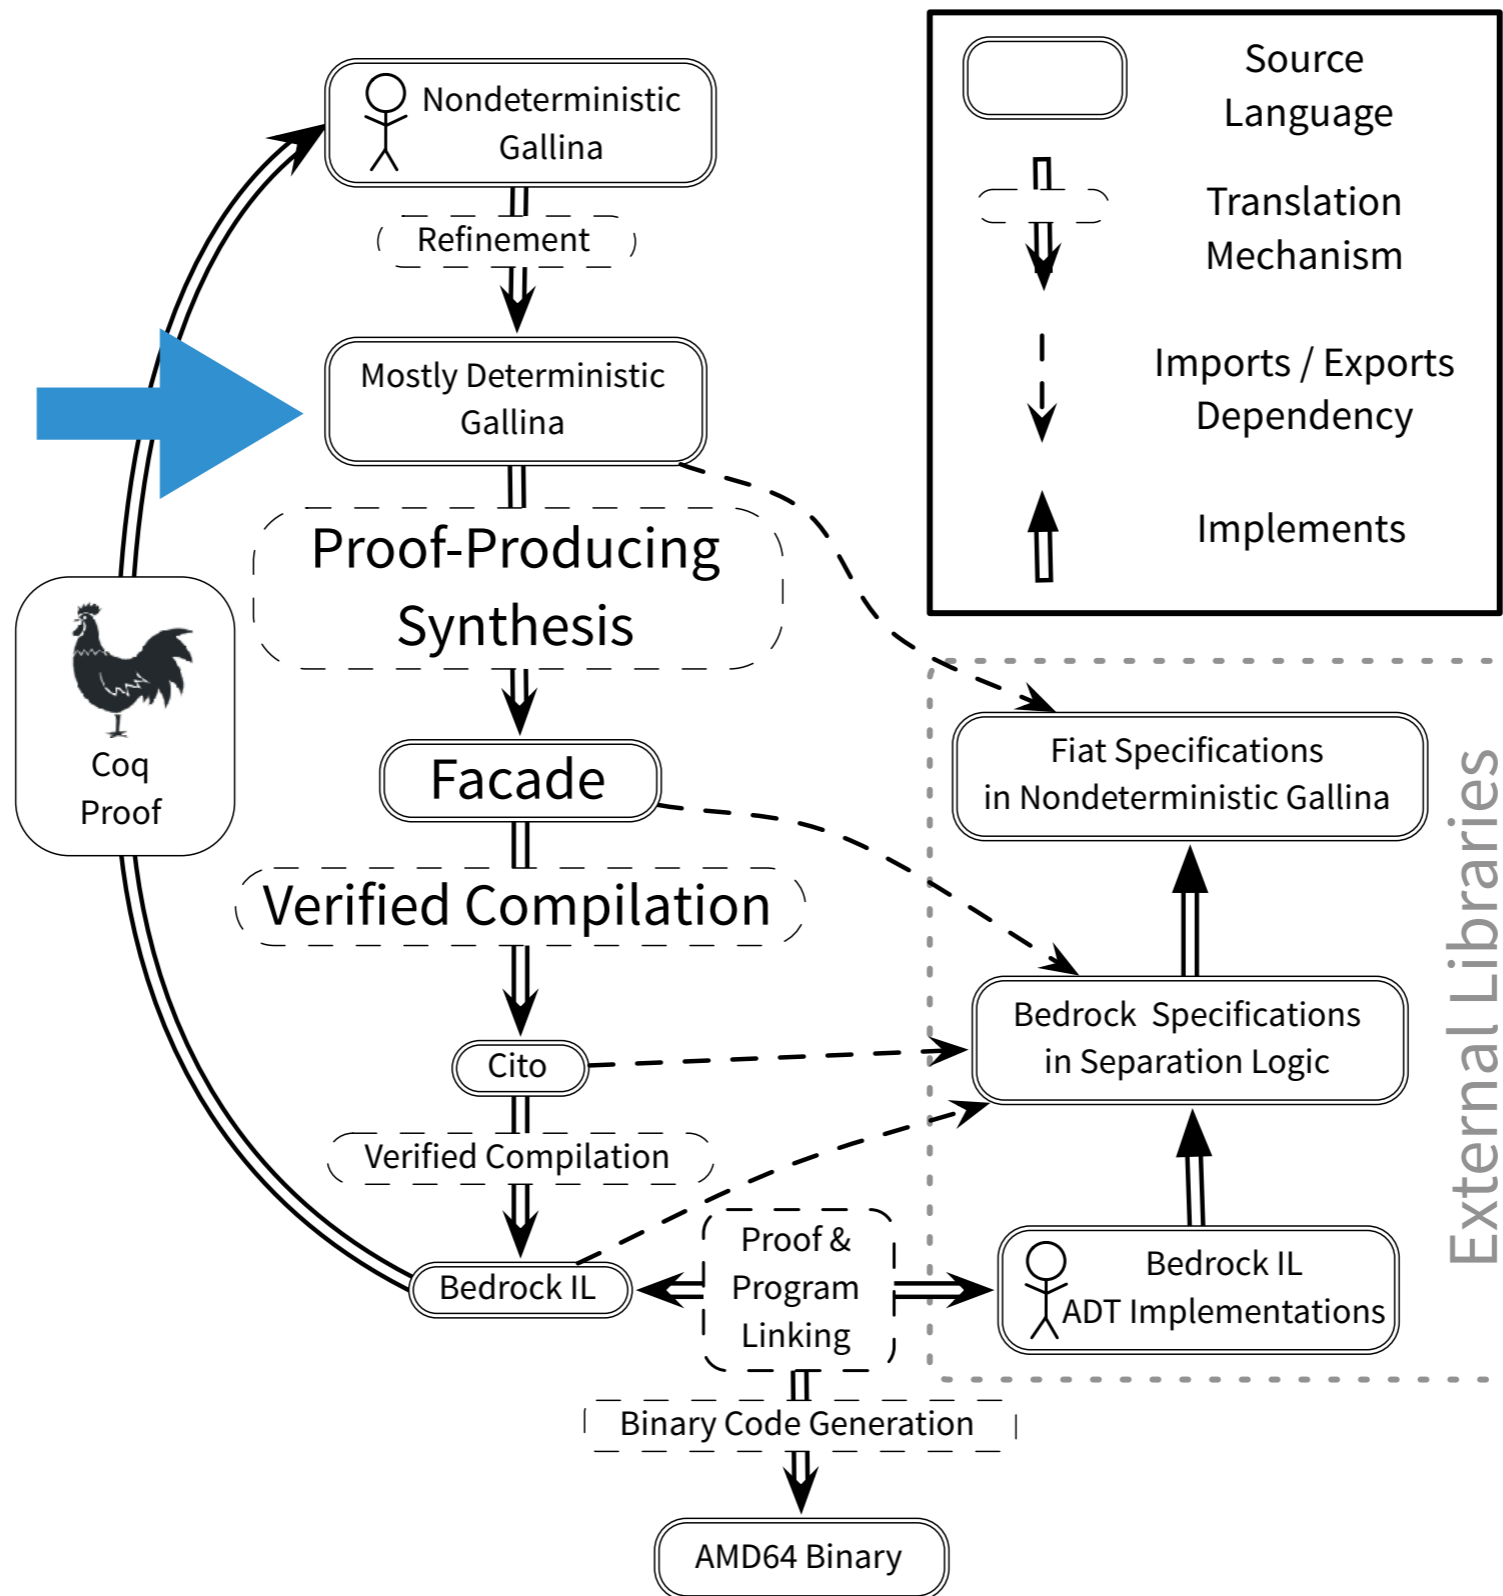 Nondeterministic
Gallina
Refinement
Mostly Deterministic
Gallina
Proof-Producing
Synthesis
Coq
Proof
Facade
Verified Compilation
Cito
Verified Compilation
Bedrock IL
Proof &
Program
Linking
Binary Code Generation
AMD64 Binary
Source
Language
Translation
Mechanism
Imports / Exports
Dependency
Implements
Fiat Specifications
in Nondeterministic Gallina
Bedrock Specifications
in Separation Logic
Bedrock IL
ADT Implementations
External Libraries